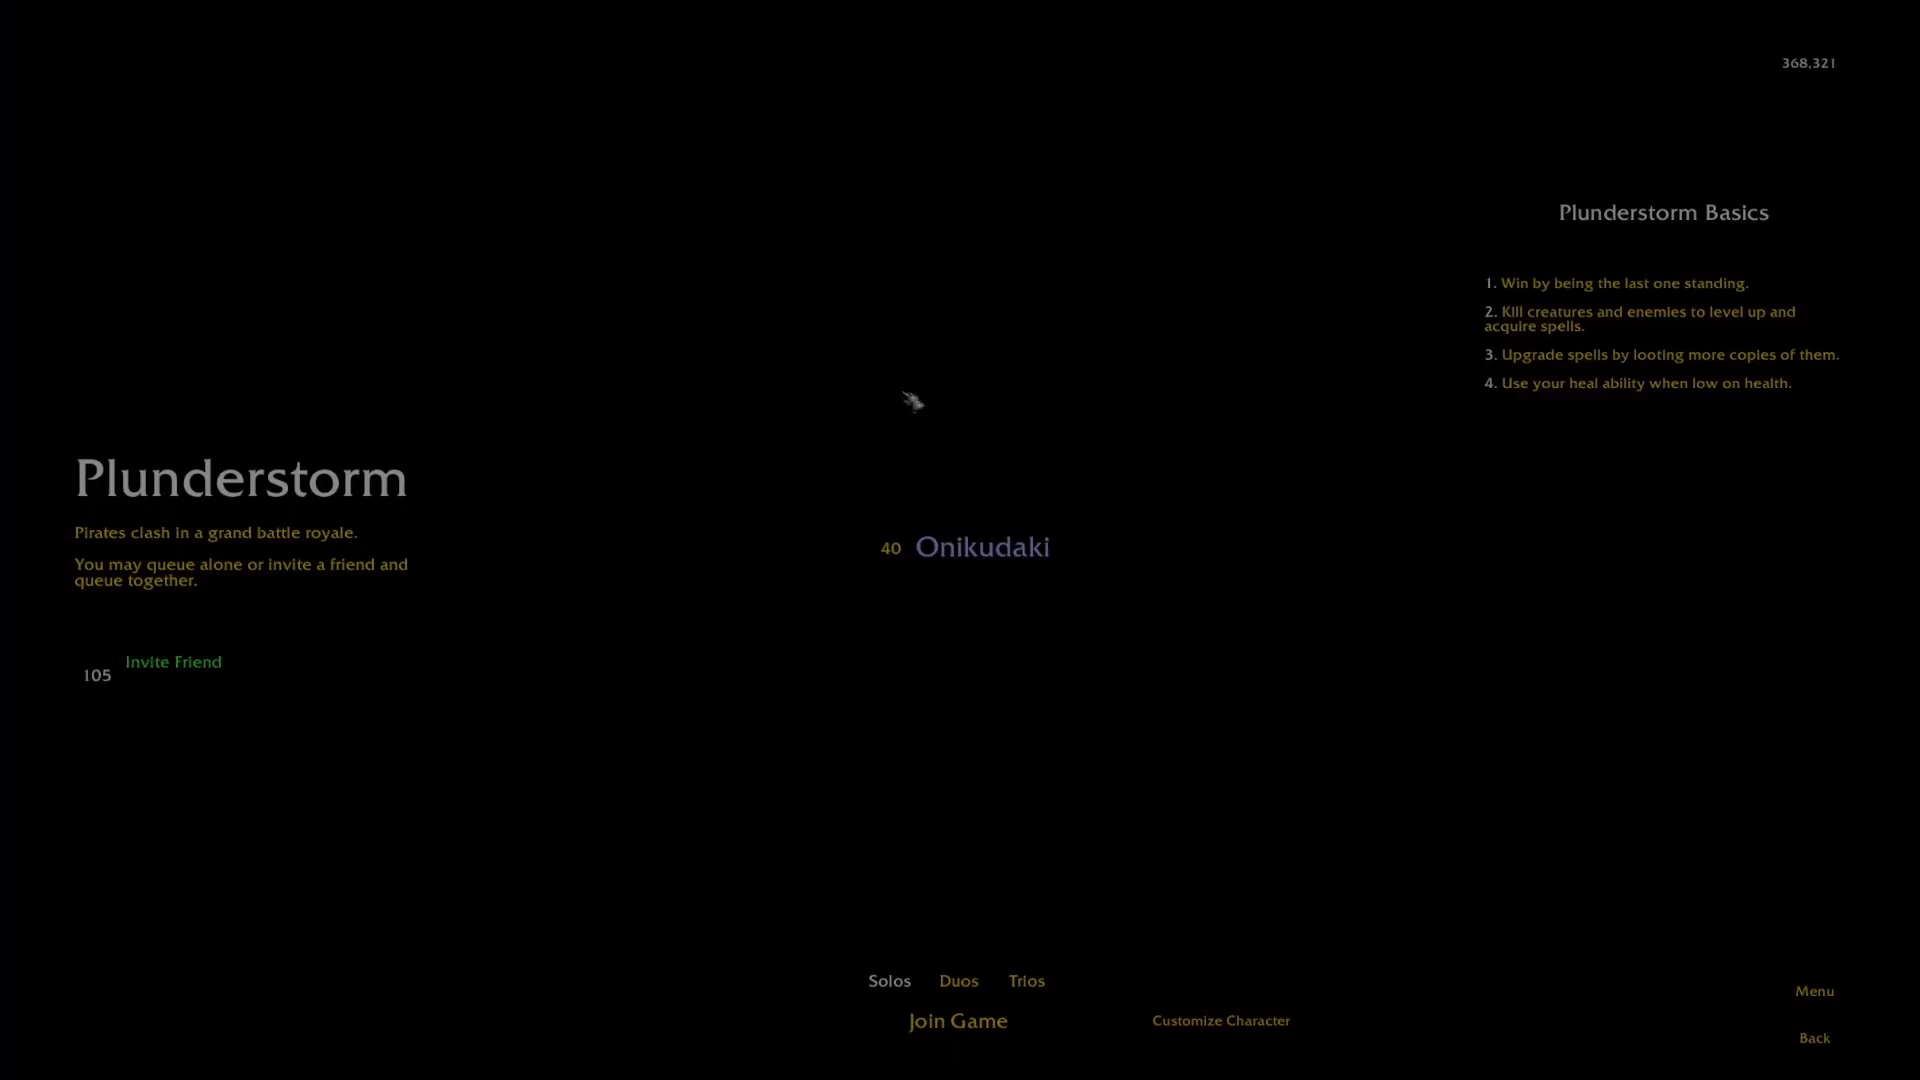 368,321
Plunderstorm Basics
1. Win by being the last one standing.
2. Kill creatures and enemies to level up and
acquire spells.
3. Upgrade spells by looting more copies of them.
4. Use your heal ability when low on health.
Plunderstorm
Pirates clash in a grand battle royale.
You may queue alone or invite a friend and
queue together.
40 Onikudaki
Invite Friend
105
Solos Duos Trios
Join Game
Customize Character
Menu
Back